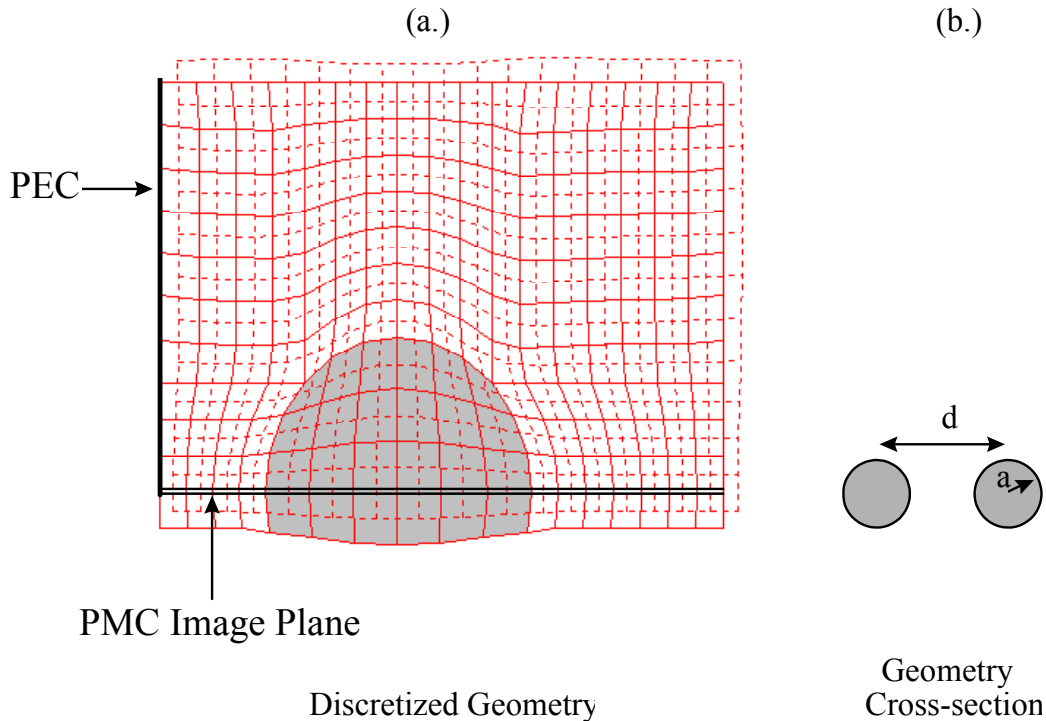 (a.)
(b.)
PEC
d
a
PMC Image Plane
Discretized Geometry
Geometry
Cross-section